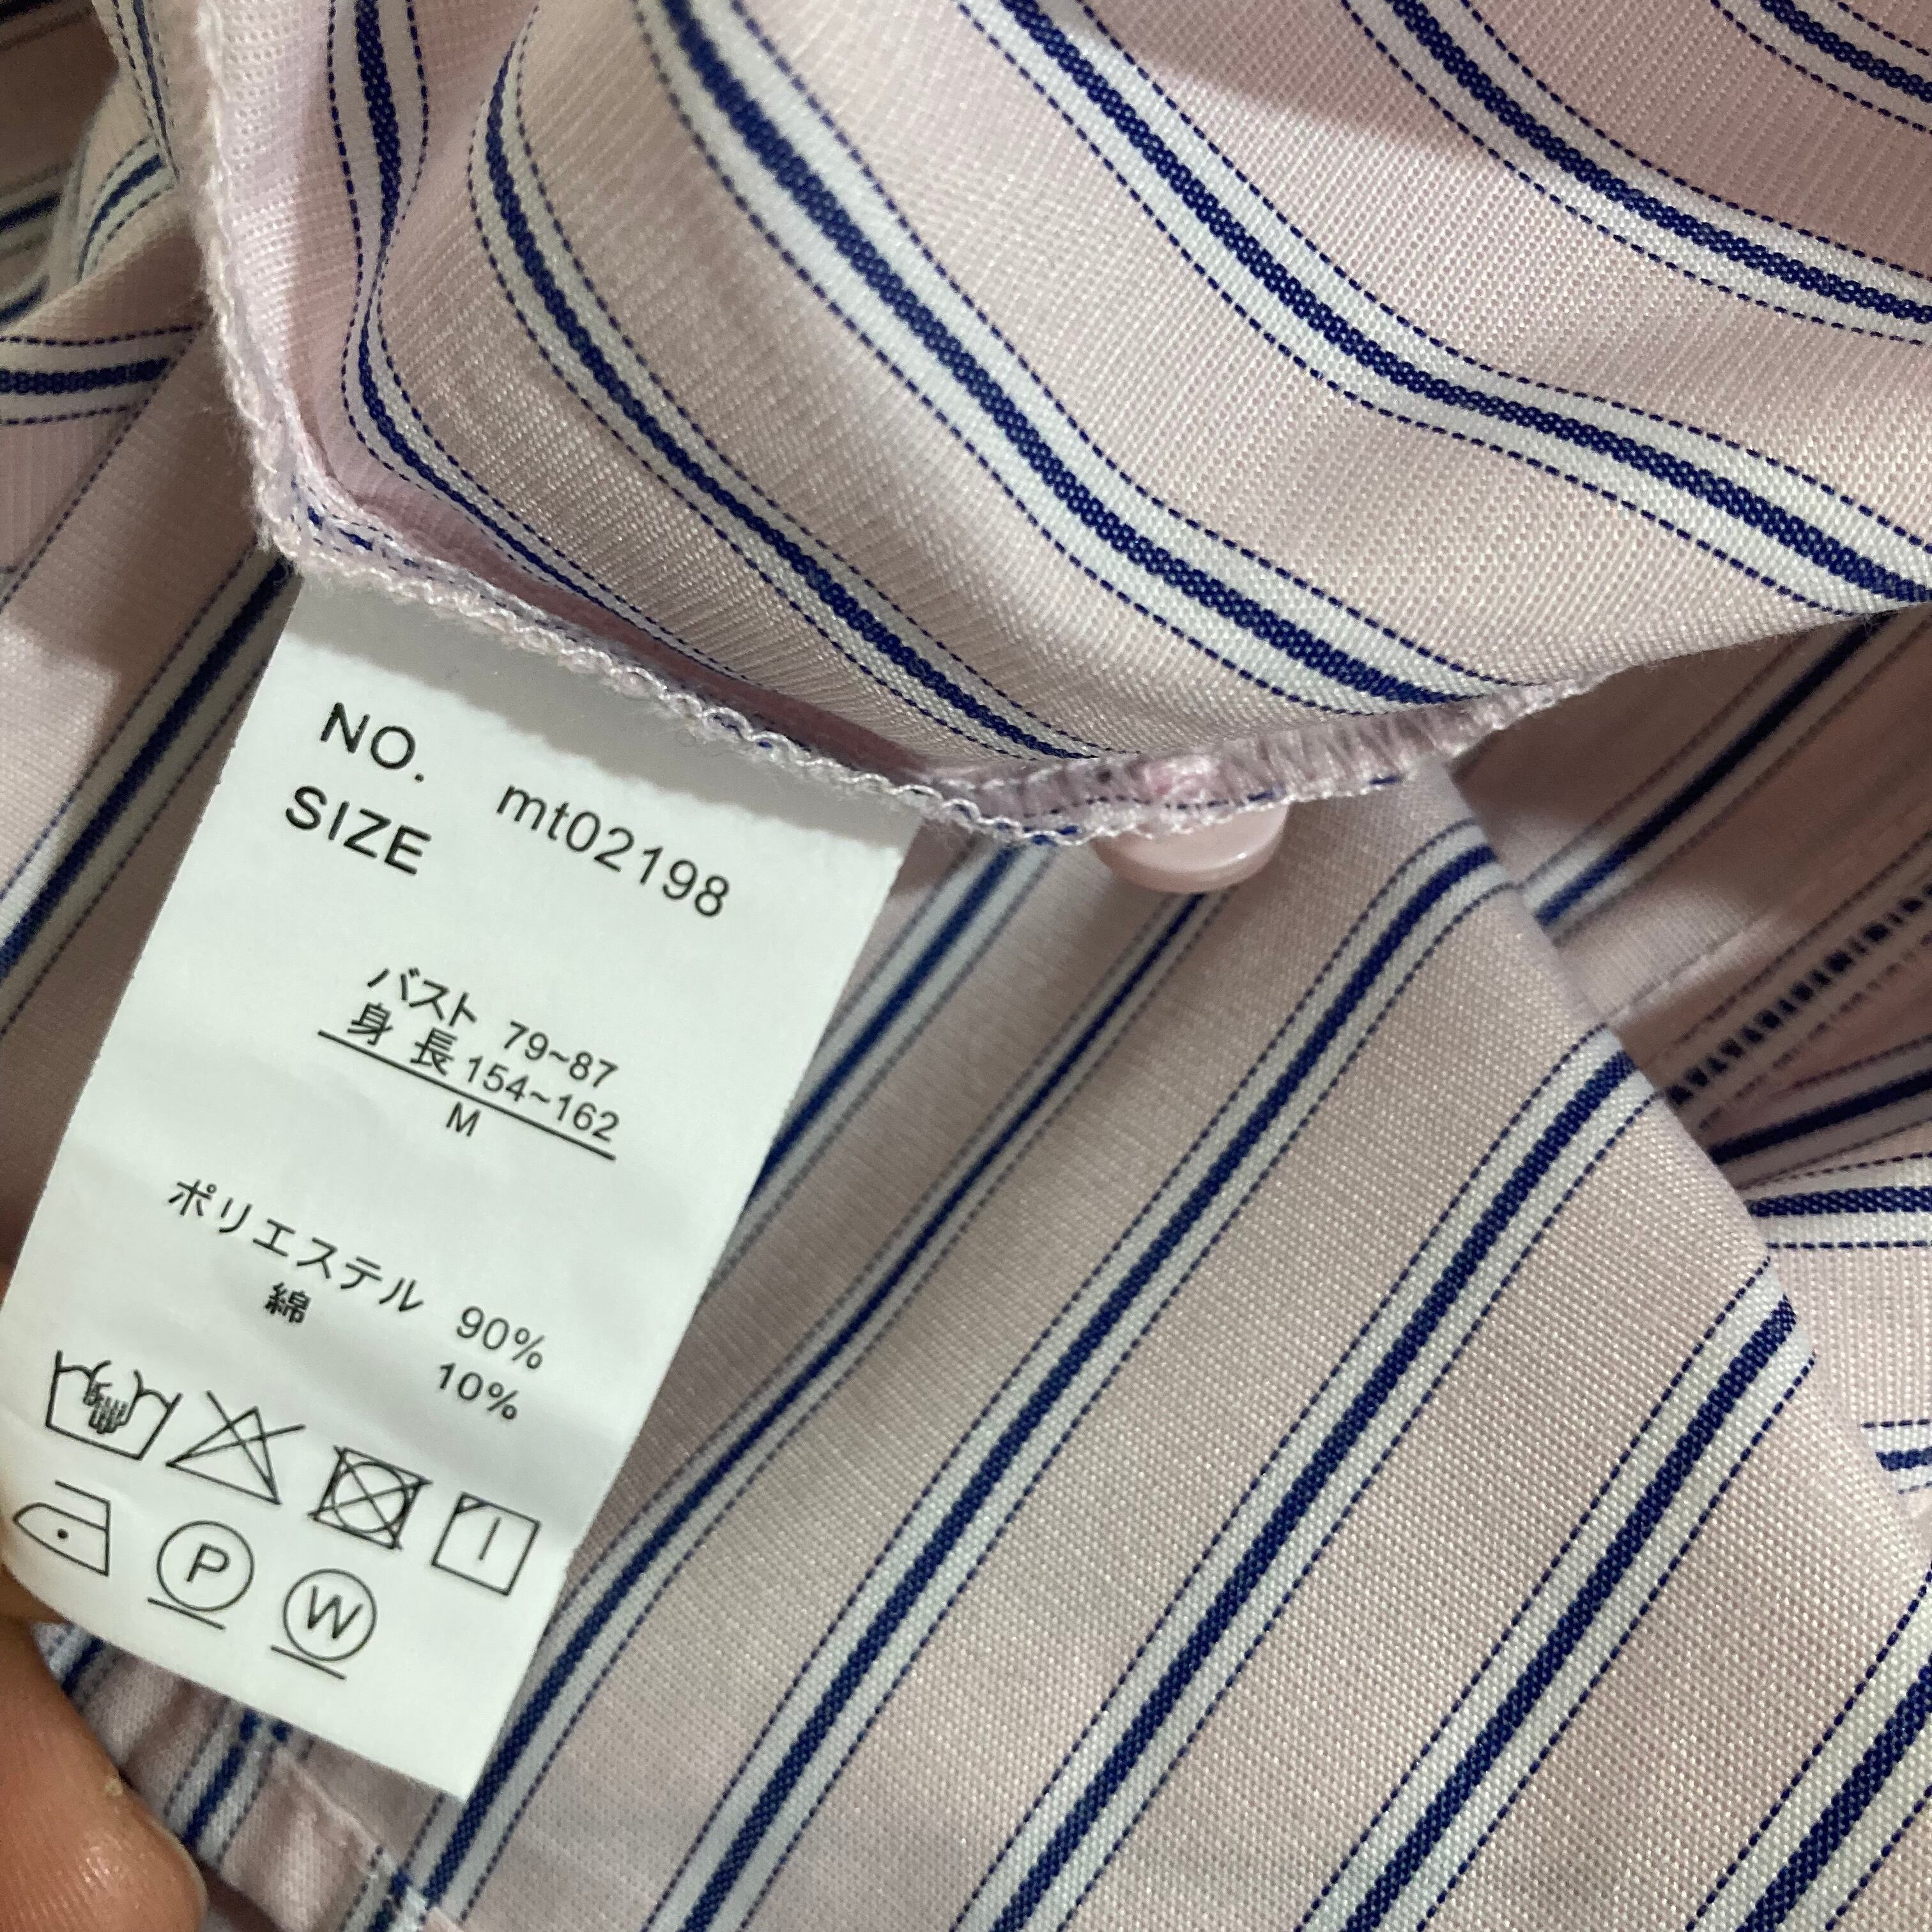 NO. mt02198
SIZE
バスト 79~87
身 長 154~162
M
ポリエステル 90%
綿 10%
P W